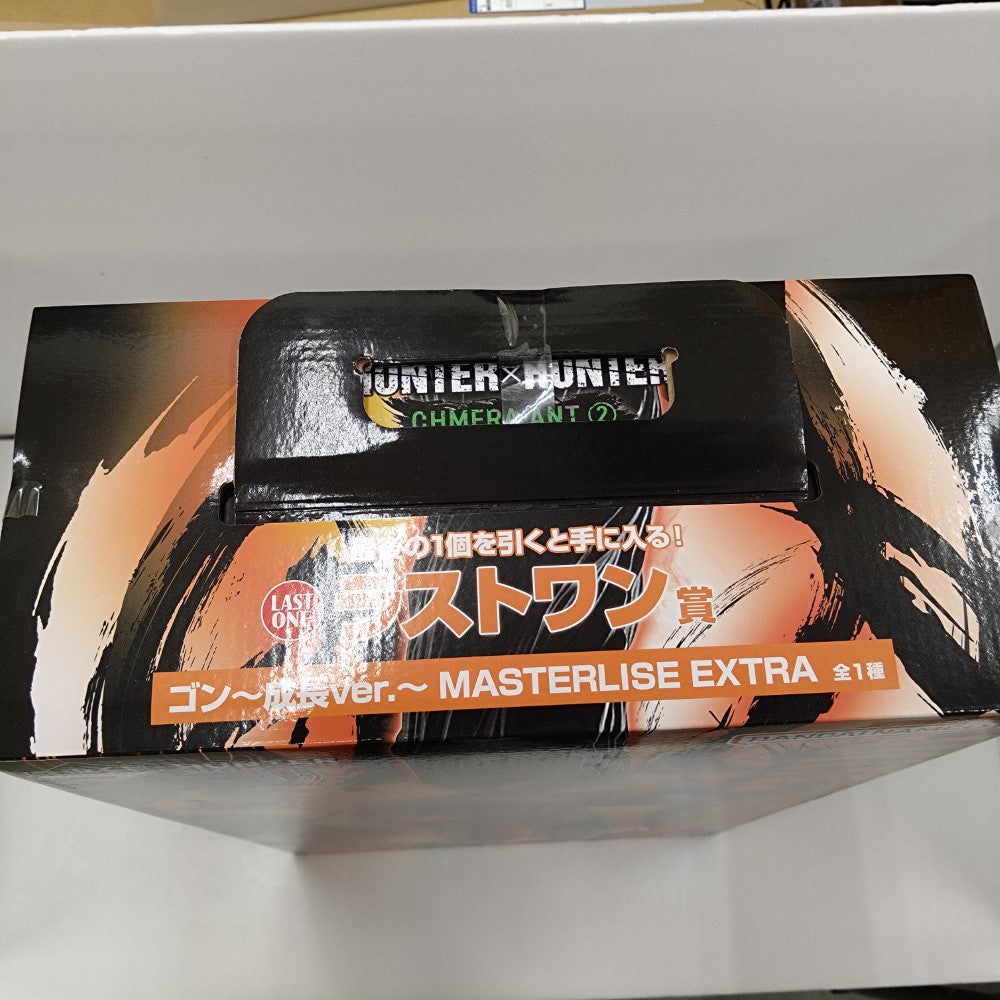 HUNTER×HUNTER
CHMERA ANT ②
の1個を引くと手に入る!
LAST ONE
ラストワン賞
ゴン〜成長ver.〜 MASTERLISE EXTRA 全1種